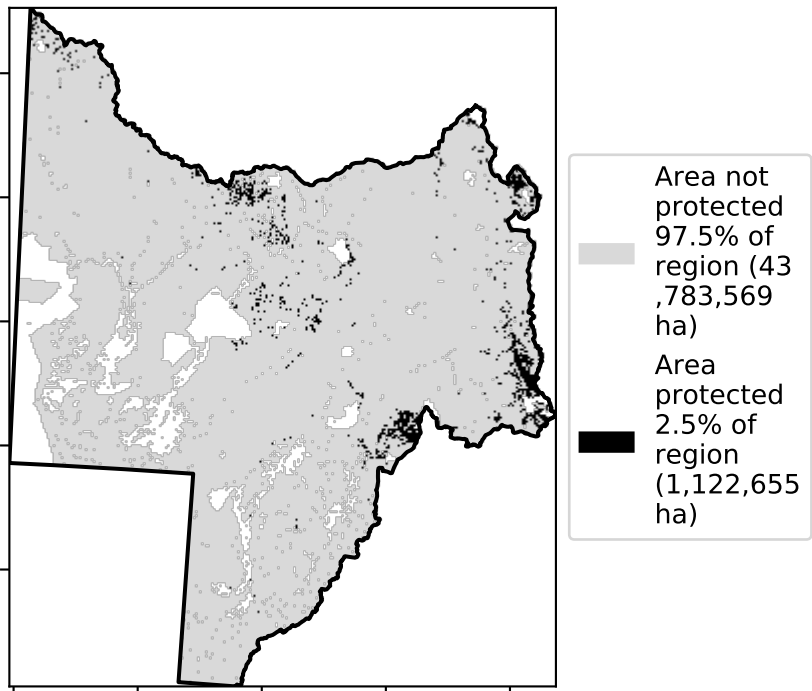 Area not
protected
97.5% of
region (43
,783,569
ha)
Area
protected
2.5% of
region
(1,122,655
ha)